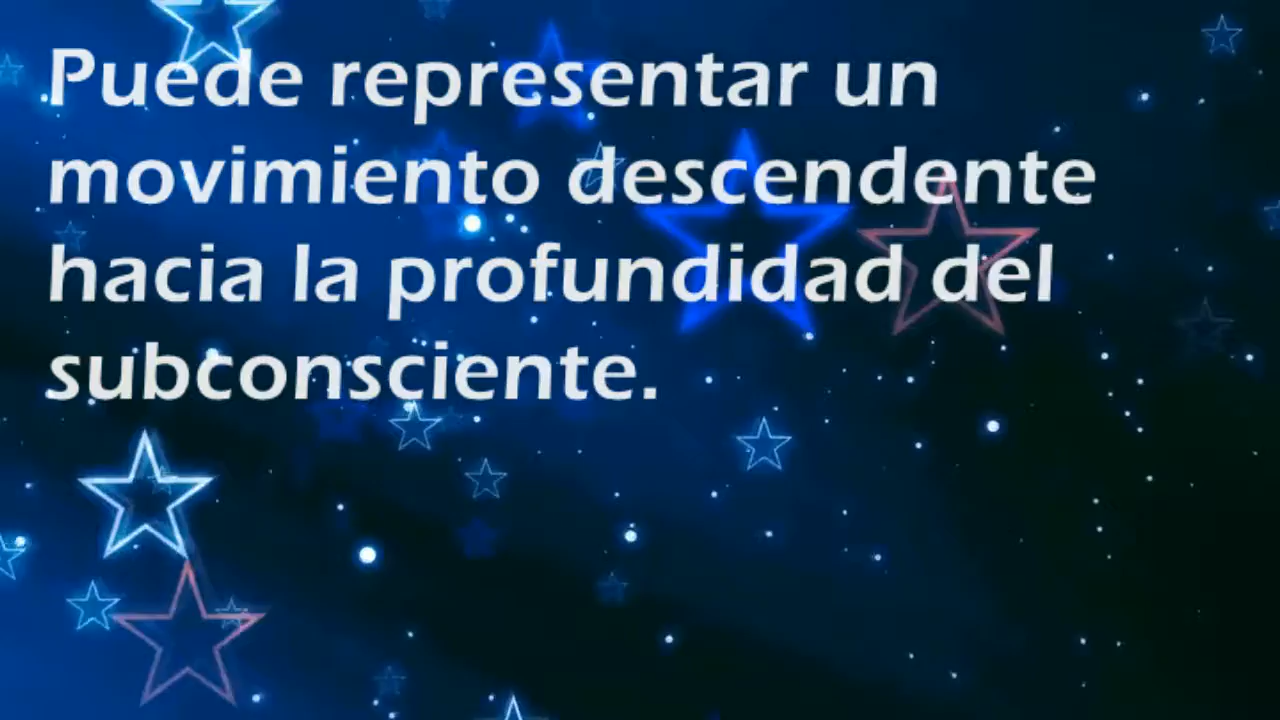 Puede representar un
movimiento descendente
hacia la profundidad del
subconsciente.